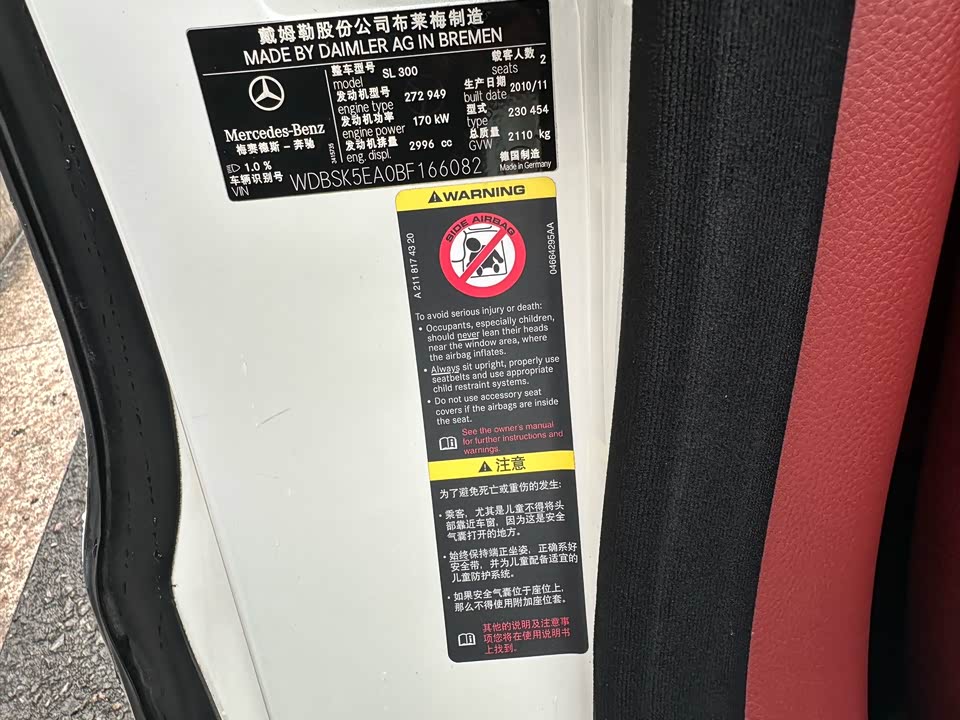 戴姆勒股份公司布莱梅制造
MADE BY DAIMLER AG IN BREMEN
Mercedes-Benz
梅赛德斯－奔驰
1.0 %
整车型号 SL 300
model
发动机型号 272 949
engine type
发动机功率 170 kW
engine power
发动机排量 2996 cc
eng. displ.
载客人数 2
seats
生产日期 2010/11
built date
型式 230 454
type
总质量 2110 kg
GVW
德国制造
Made in Germany
车辆识别号 WDBSK5EA0BF166082
VIN
WARNING
SIDE AIRBAG
A 211 817 43 20
04664295AA
To avoid serious injury or death:
• Occupants, especially children,
should never lean their heads
near the window area, where
the airbag inflates.
• Always sit upright, properly use
seatbelts and use appropriate
child restraint systems.
• Do not use accessory seat
covers if the airbags are inside
the seat.
See the owner's manual
for further instructions and
warnings.
注意
为了避免死亡或重伤的发生:
• 乘客，尤其是儿童不得将头
部靠近车窗，因为这是安全
气囊打开的地方。
• 始终保持端正坐姿，正确系好
安全带，并为儿童配备适宜的
儿童防护系统。
• 如果安全气囊位于座位上，
那么不得使用附加座位套。
其他的说明及注意事
项您将在使用说明书
上找到。